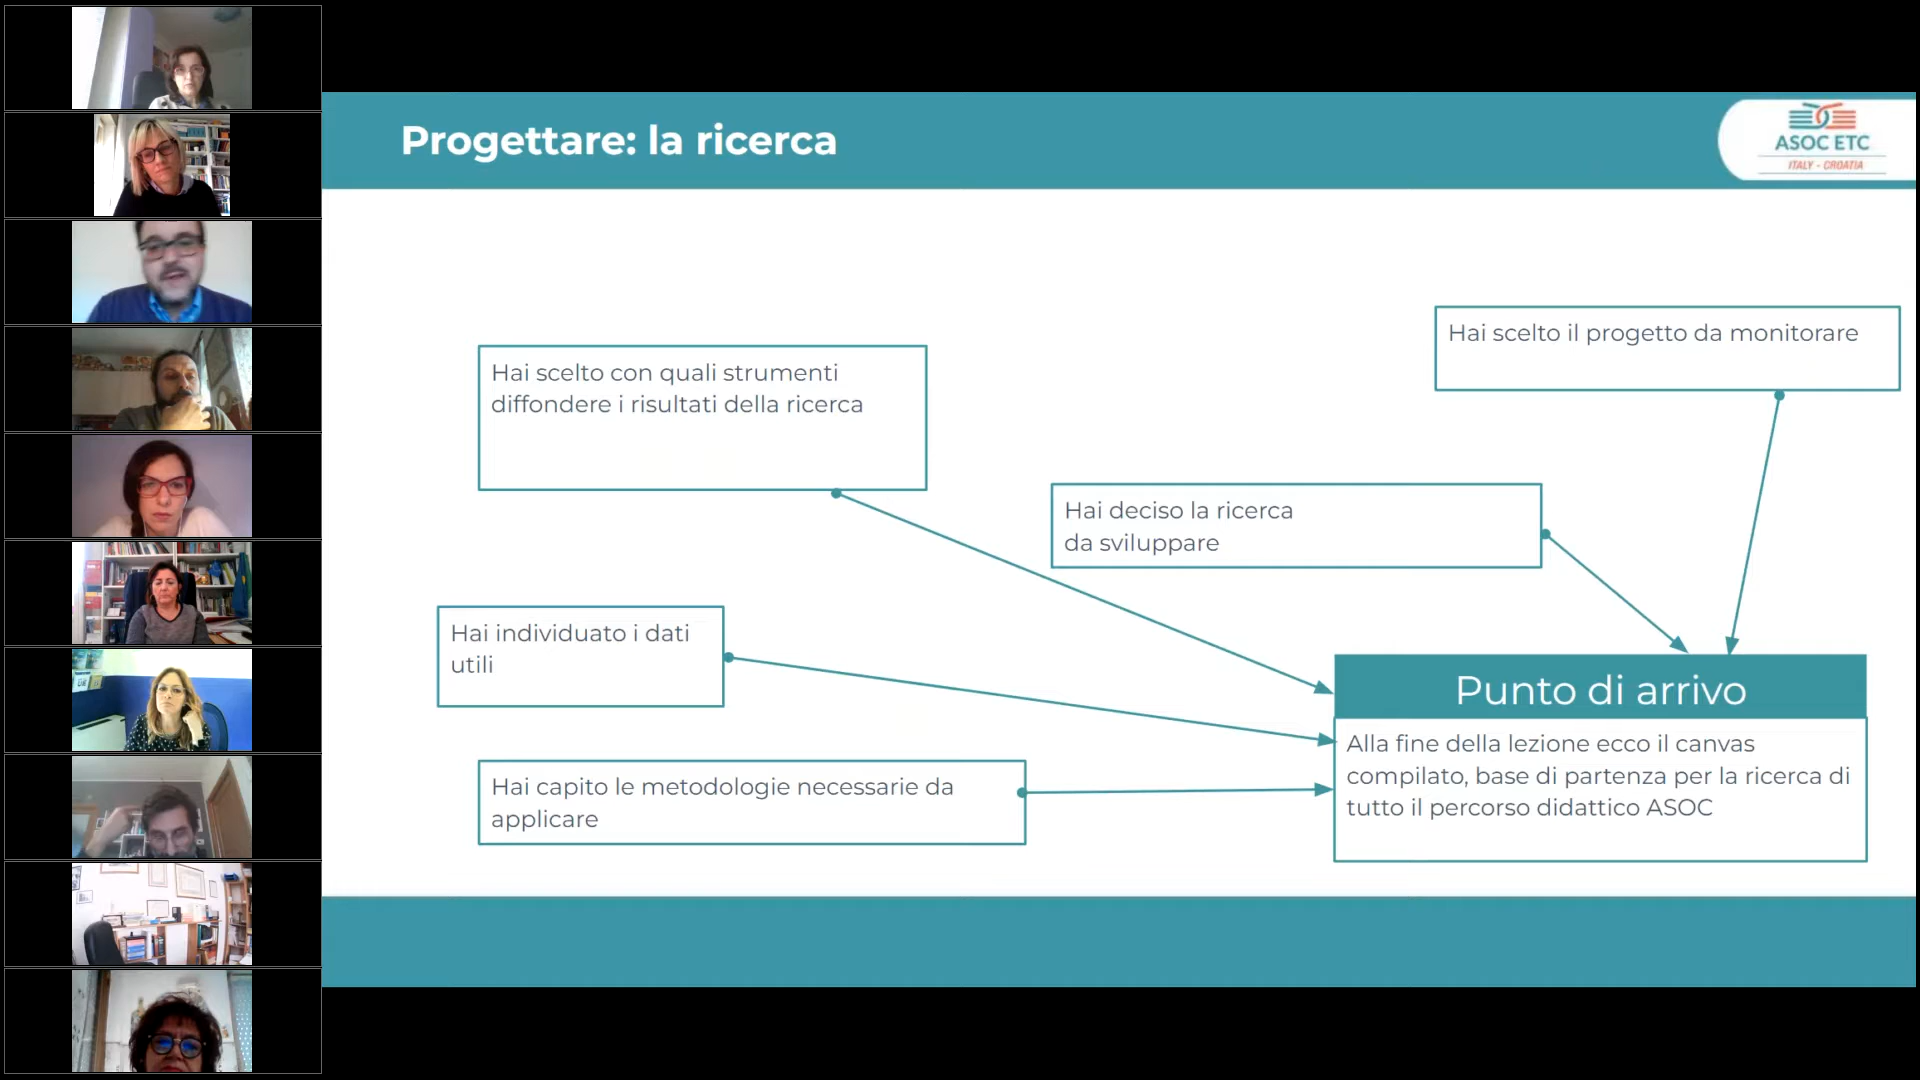 Progettare: la ricerca
ASOC ETC
ITALY - CROATIA
Hai scelto il progetto da monitorare
Hai scelto con quali strumenti
diffondere i risultati della ricerca
Hai deciso la ricerca
da sviluppare
Hai individuato i dati
utili
Hai capito le metodologie necessarie da
applicare
Punto di arrivo
Alla fine della lezione ecco il canvas
compilato, base di partenza per la ricerca di
tutto il percorso didattico ASOC